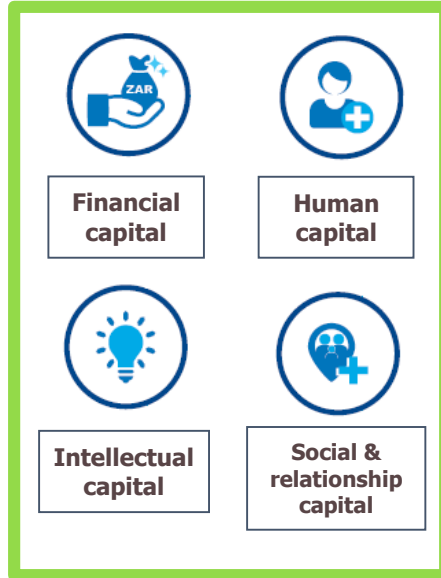 ZAR
Financial
capital
Human
capital
Intellectual
capital
Social &
relationship
capital